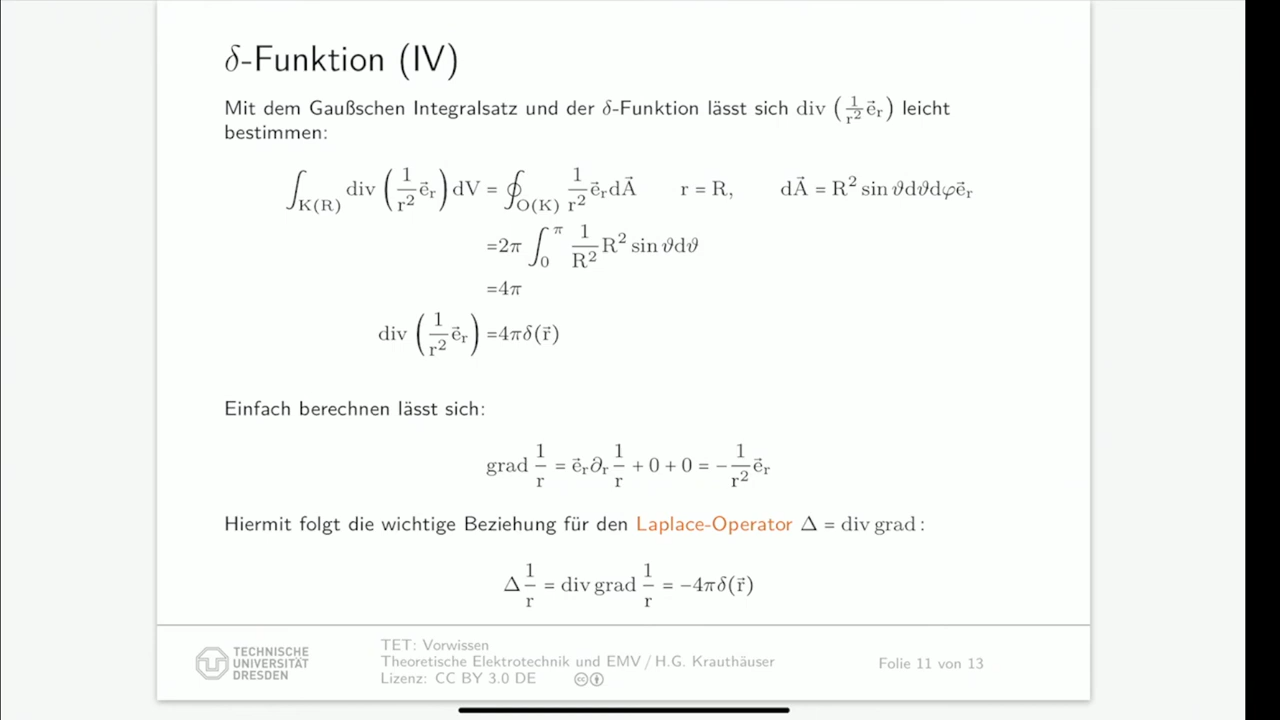 δ-Funktion (IV)
Mit dem Gaußschen Integralsatz und der δ-Funktion lässt sich div (1/r² e⃗_r) leicht
bestimmen:
∫_K(R) div (1/r² e⃗_r) dV = ∮_O(K) 1/r² e⃗_r dA⃗ r = R, dA⃗ = R² sin ϑdϑdφe⃗_r
=2π ∫_0^π 1/R² R² sin ϑdϑ
=4π
div (1/r² e⃗_r) =4πδ(r⃗)
Einfach berechnen lässt sich:
grad 1/r = e⃗_r ∂_r 1/r + 0 + 0 = −1/r² e⃗_r
Hiermit folgt die wichtige Beziehung für den Laplace-Operator Δ = div grad :
Δ 1/r = div grad 1/r = −4πδ(r⃗)
TECHNISCHE
UNIVERSITÄT
DRESDEN
TET: Vorwissen
Theoretische Elektrotechnik und EMV / H.G. Krauthäuser
Lizenz: CC BY 3.0 DE
Folie 11 von 13